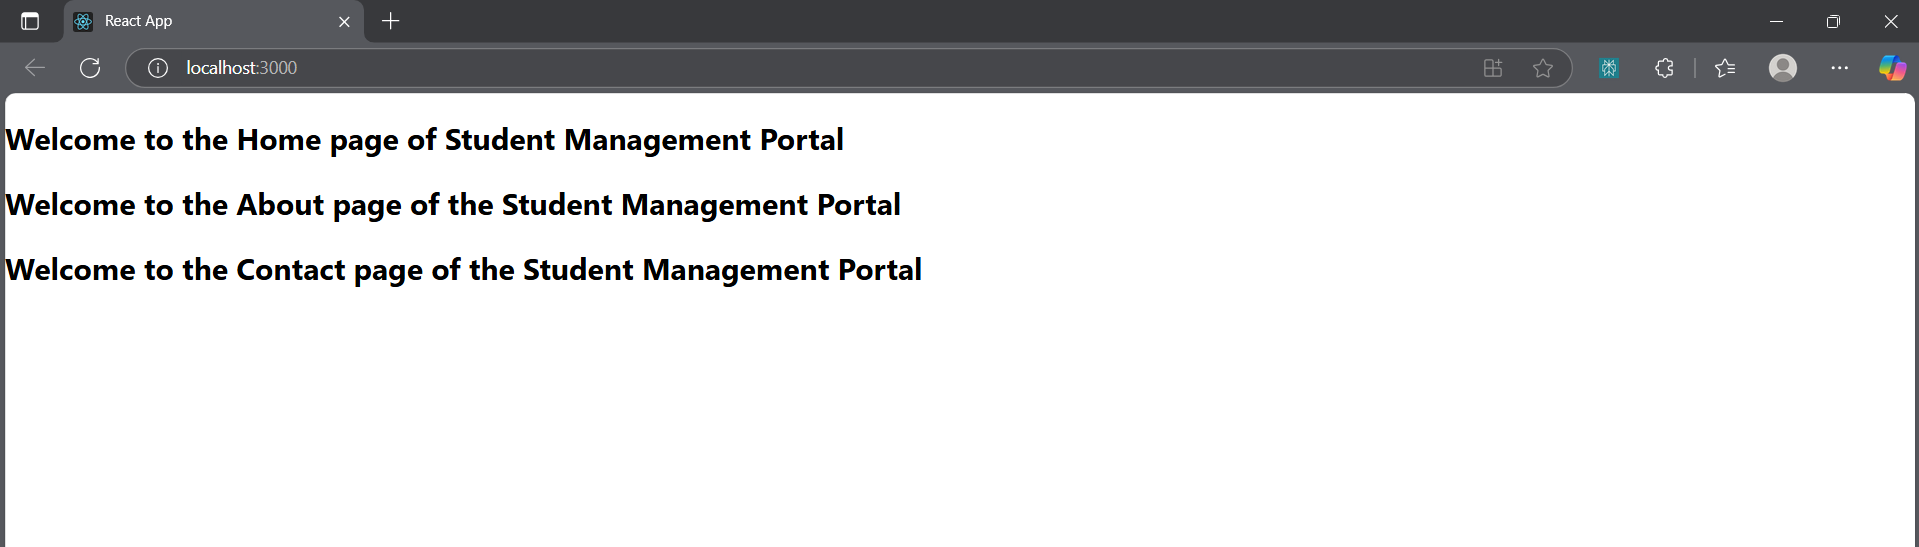 React App
localhost:3000
Welcome to the Home page of Student Management Portal
Welcome to the About page of the Student Management Portal
Welcome to the Contact page of the Student Management Portal